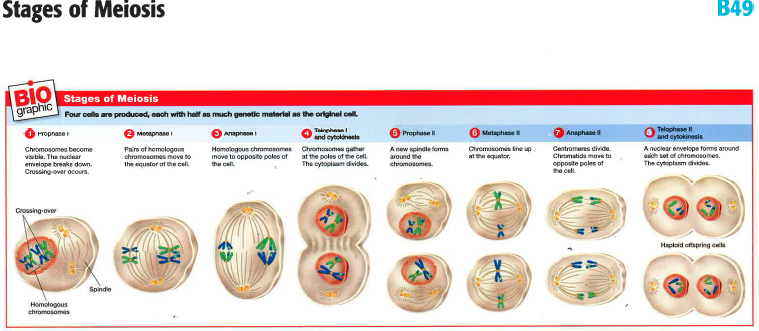 Stages of Meiosis
B49
BIO
graphic
Stages of Meiosis
Four cells are produced, each with half as much genetic material as the original cell.
1 Prophase I
Chromosomes become
visible. The nuclear
envelope breaks down.
Crossing-over occurs.
2 Metaphase I
Pairs of homologous
chromosomes move to
the equator of the cell.
3 Anaphase I
Homologous chromosomes
move to opposite poles of
the cell.
4 Telophase I
and cytokinesis
Chromosomes gather
at the poles of the cell.
The cytoplasm divides.
5 Prophase II
A new spindle forms
around the
chromosomes.
6 Metaphase II
Chromosomes line up
at the equator.
7 Anaphase II
Centromeres divide.
Chromatids move to
opposite poles of
the cell.
8 Telophase II
and cytokinesis
A nuclear envelope forms around
each set of chromosomes.
The cytoplasm divides.
Crossing-over
Spindle
Homologous
chromosomes
Haploid offspring cells